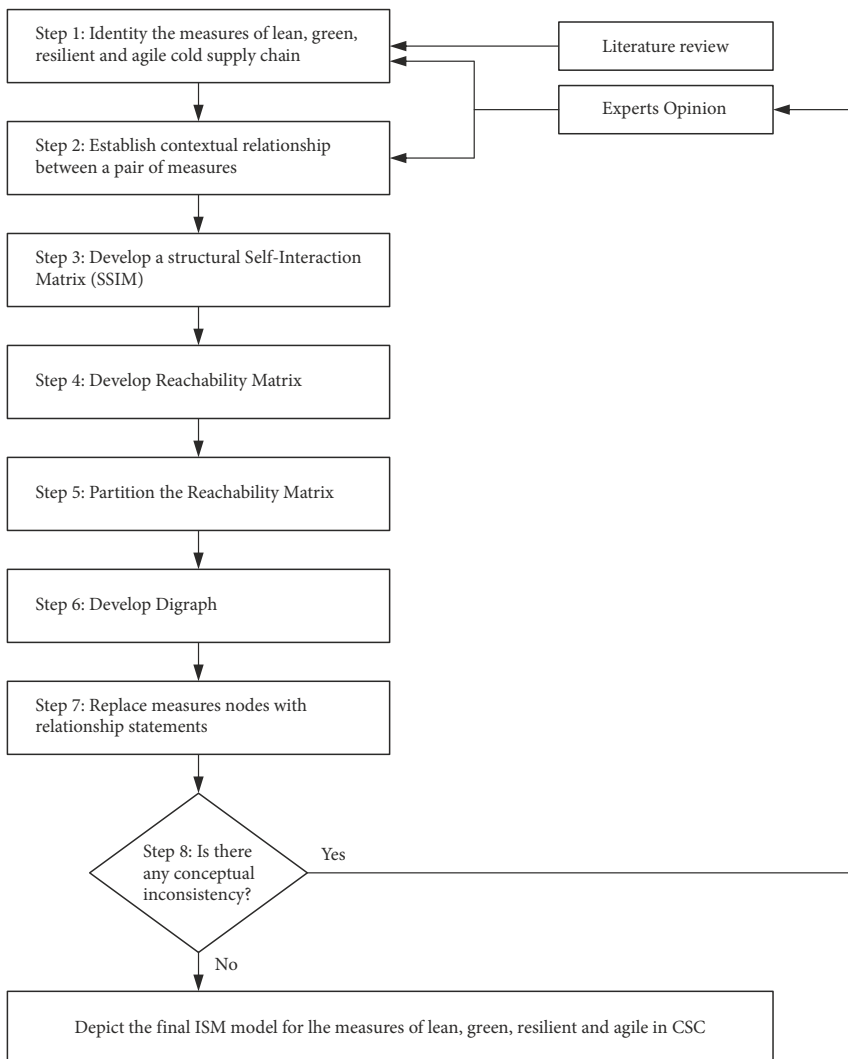 Step 1: Identity the measures of lean, green,
resilient and agile cold supply chain
Literature review
Experts Opinion
Step 2: Establish contextual relationship
between a pair of measures
Step 3: Develop a structural Self-Interaction
Matrix (SSIM)
Step 4: Develop Reachability Matrix
Step 5: Partition the Reachability Matrix
Step 6: Develop Digraph
Step 7: Replace measures nodes with
relationship statements
Step 8: Is there
any conceptual
inconsistency?
Yes
No
Depict the final ISM model for lhe measures of lean, green, resilient and agile in CSC